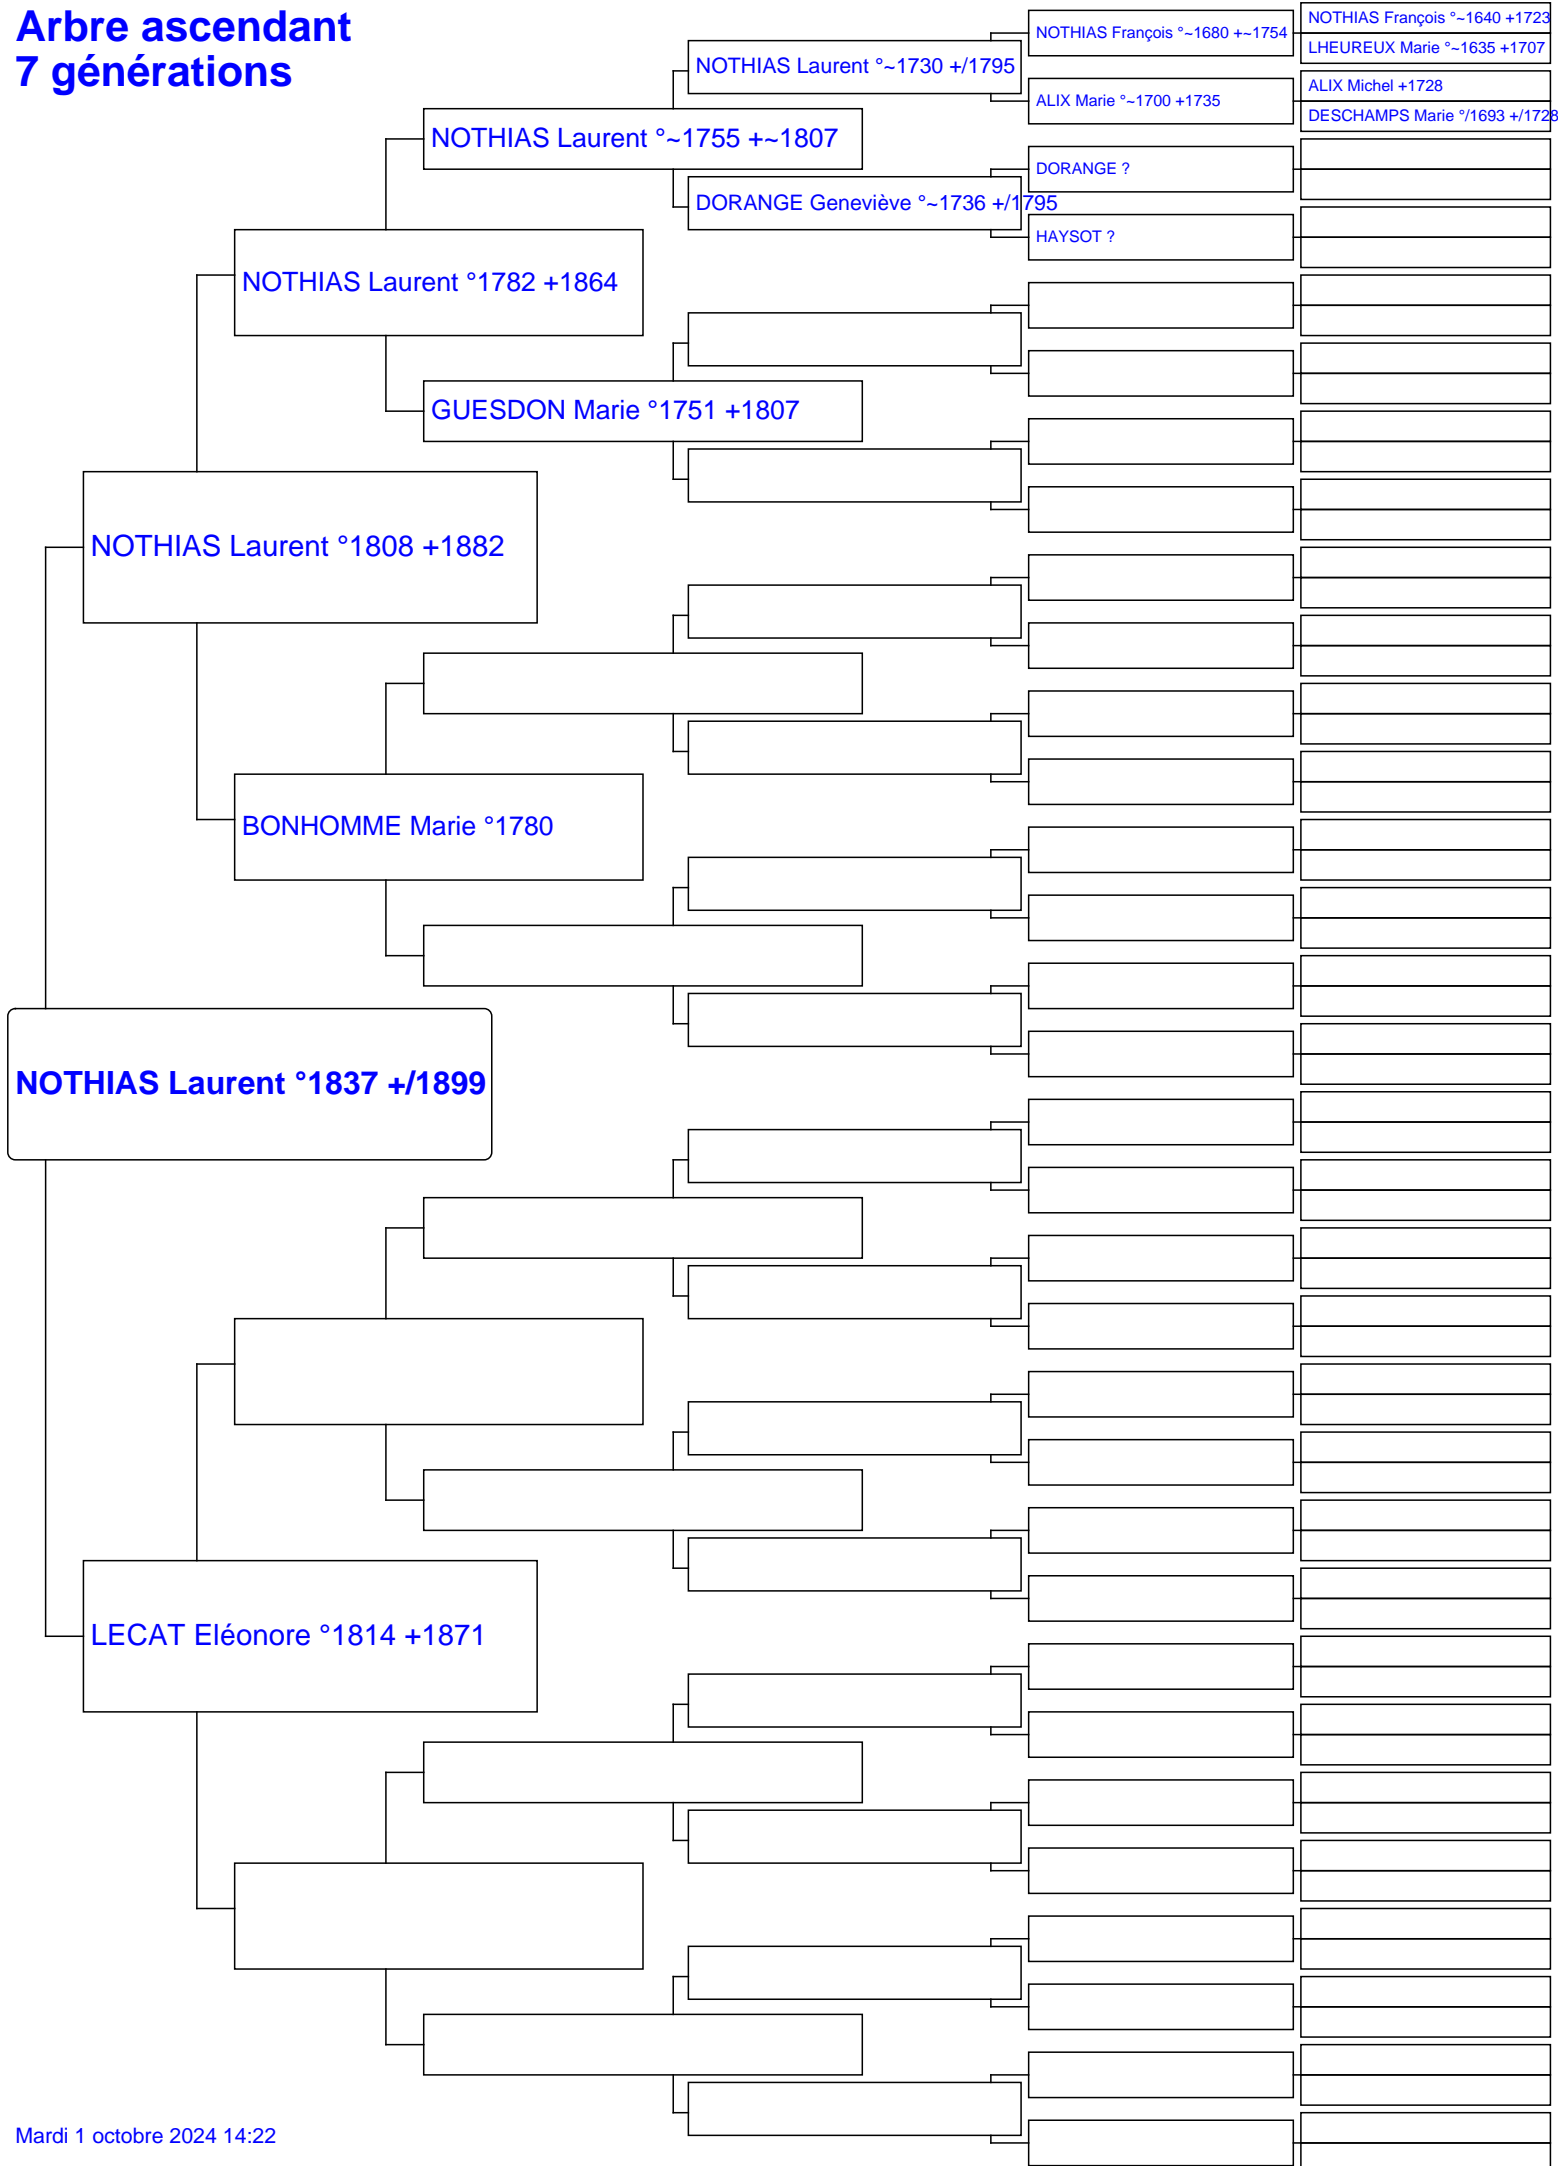 Arbre ascendant
7 générations
NOTHIAS François °~1640 +1723
NOTHIAS François °~1680 +~1754
LHEUREUX Marie °~1635 +1707
NOTHIAS Laurent °~1730 +/1795
ALIX Michel +1728
ALIX Marie °~1700 +1735
DESCHAMPS Marie °/1693 +/1728
NOTHIAS Laurent °~1755 +~1807
DORANGE ?
DORANGE Geneviève °~1736 +/1795
HAYSOT ?
NOTHIAS Laurent °1782 +1864
GUESDON Marie °1751 +1807
NOTHIAS Laurent °1808 +1882
BONHOMME Marie °1780
NOTHIAS Laurent °1837 +/1899
LECAT Eléonore °1814 +1871
Mardi 1 octobre 2024 14:22